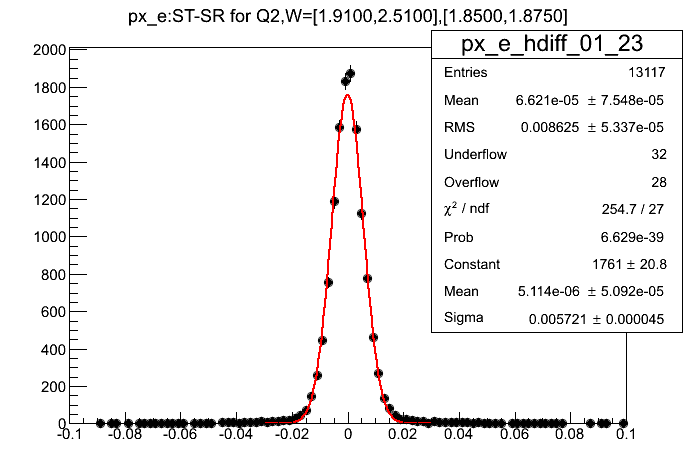 px_e:ST-SR for Q2,W=[1.9100,2.5100],[1.8500,1.8750]
px_e_hdiff_01_23
Entries 13117
Mean 6.621e-05 ± 7.548e-05
RMS 0.008625 ± 5.337e-05
Underflow 32
Overflow 28
χ² / ndf 254.7 / 27
Prob 6.629e-39
Constant 1761 ± 20.8
Mean 5.114e-06 ± 5.092e-05
Sigma 0.005721 ± 0.000045
2000
1800
1600
1400
1200
1000
800
600
400
200
0
-0.1 -0.08 -0.06 -0.04 -0.02 0 0.02 0.04 0.06 0.08 0.1